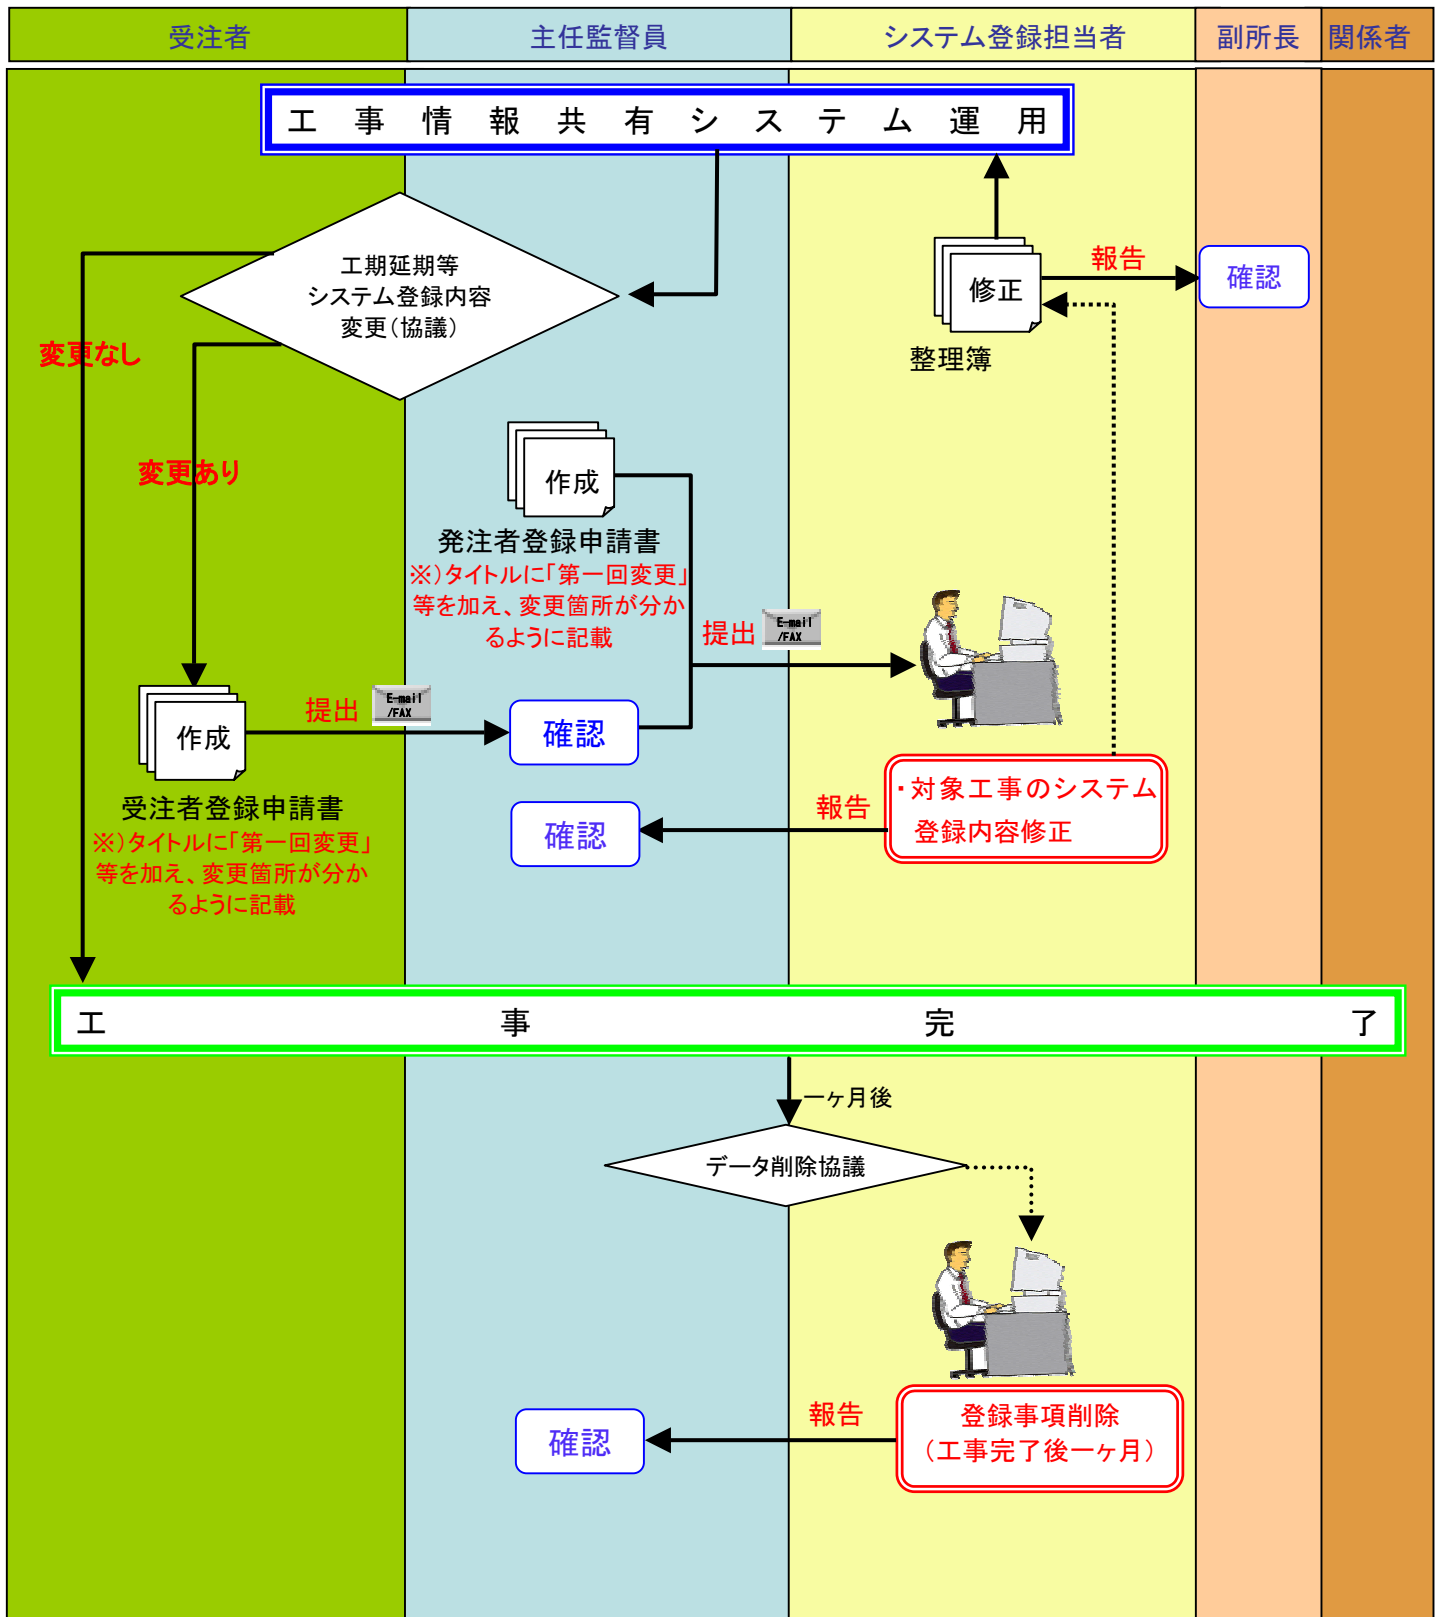 受注者
主任監督員
システム登録担当者
副所長
関係者
工事情報共有システム運用
工期延期等
システム登録内容
変更（協議）
修正
整理簿
報告
確認
変更なし
変更あり
作成
発注者登録申請書
※）タイトルに「第一回変更」
等を加え、変更箇所が分か
るように記載
提出
E-mail
/FAX
作成
提出
E-mail
/FAX
確認
受注者登録申請書
※）タイトルに「第一回変更」
等を加え、変更箇所が分か
るように記載
・対象工事のシステム
登録内容修正
報告
確認
工事完了
一ヶ月後
データ削除協議
登録事項削除
（工事完了後一ヶ月）
報告
確認